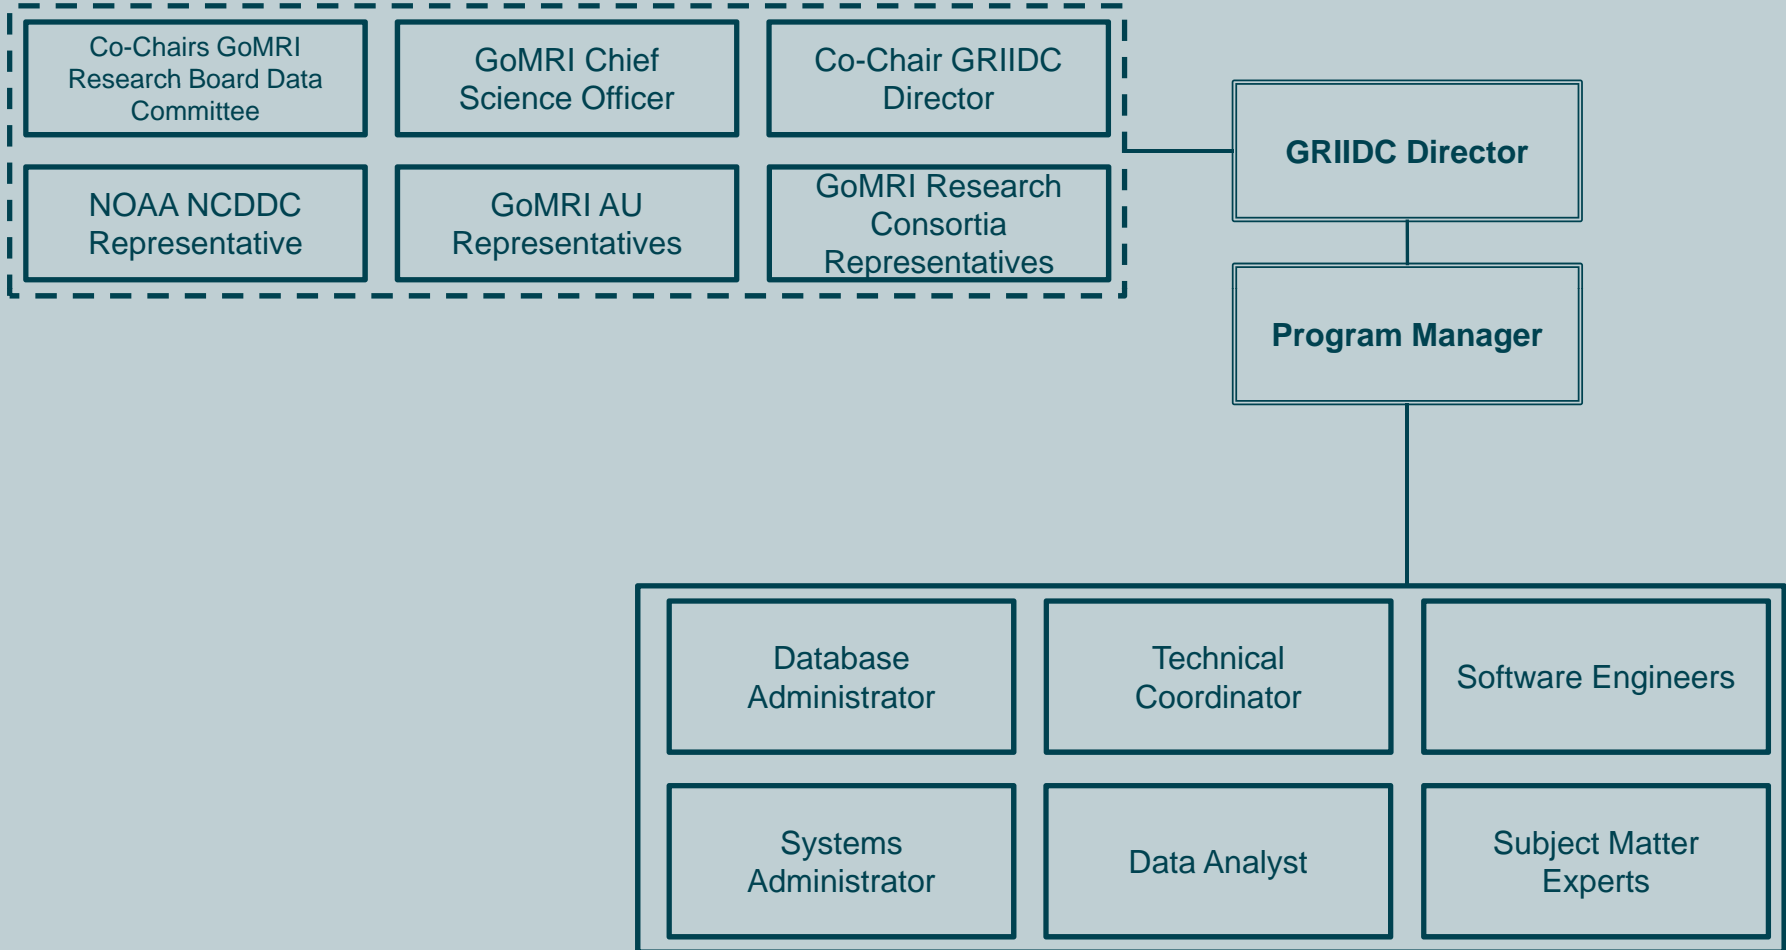 Co-Chairs GoMRI
Research Board Data
Committee
GoMRI Chief
Science Officer
Co-Chair GRIIDC
Director
NOAA NCDDC
Representative
GoMRI AU
Representatives
GoMRI Research
Consortia
Representatives
GRIIDC Director
Program Manager
Database
Administrator
Technical
Coordinator
Software Engineers
Systems
Administrator
Data Analyst
Subject Matter
Experts